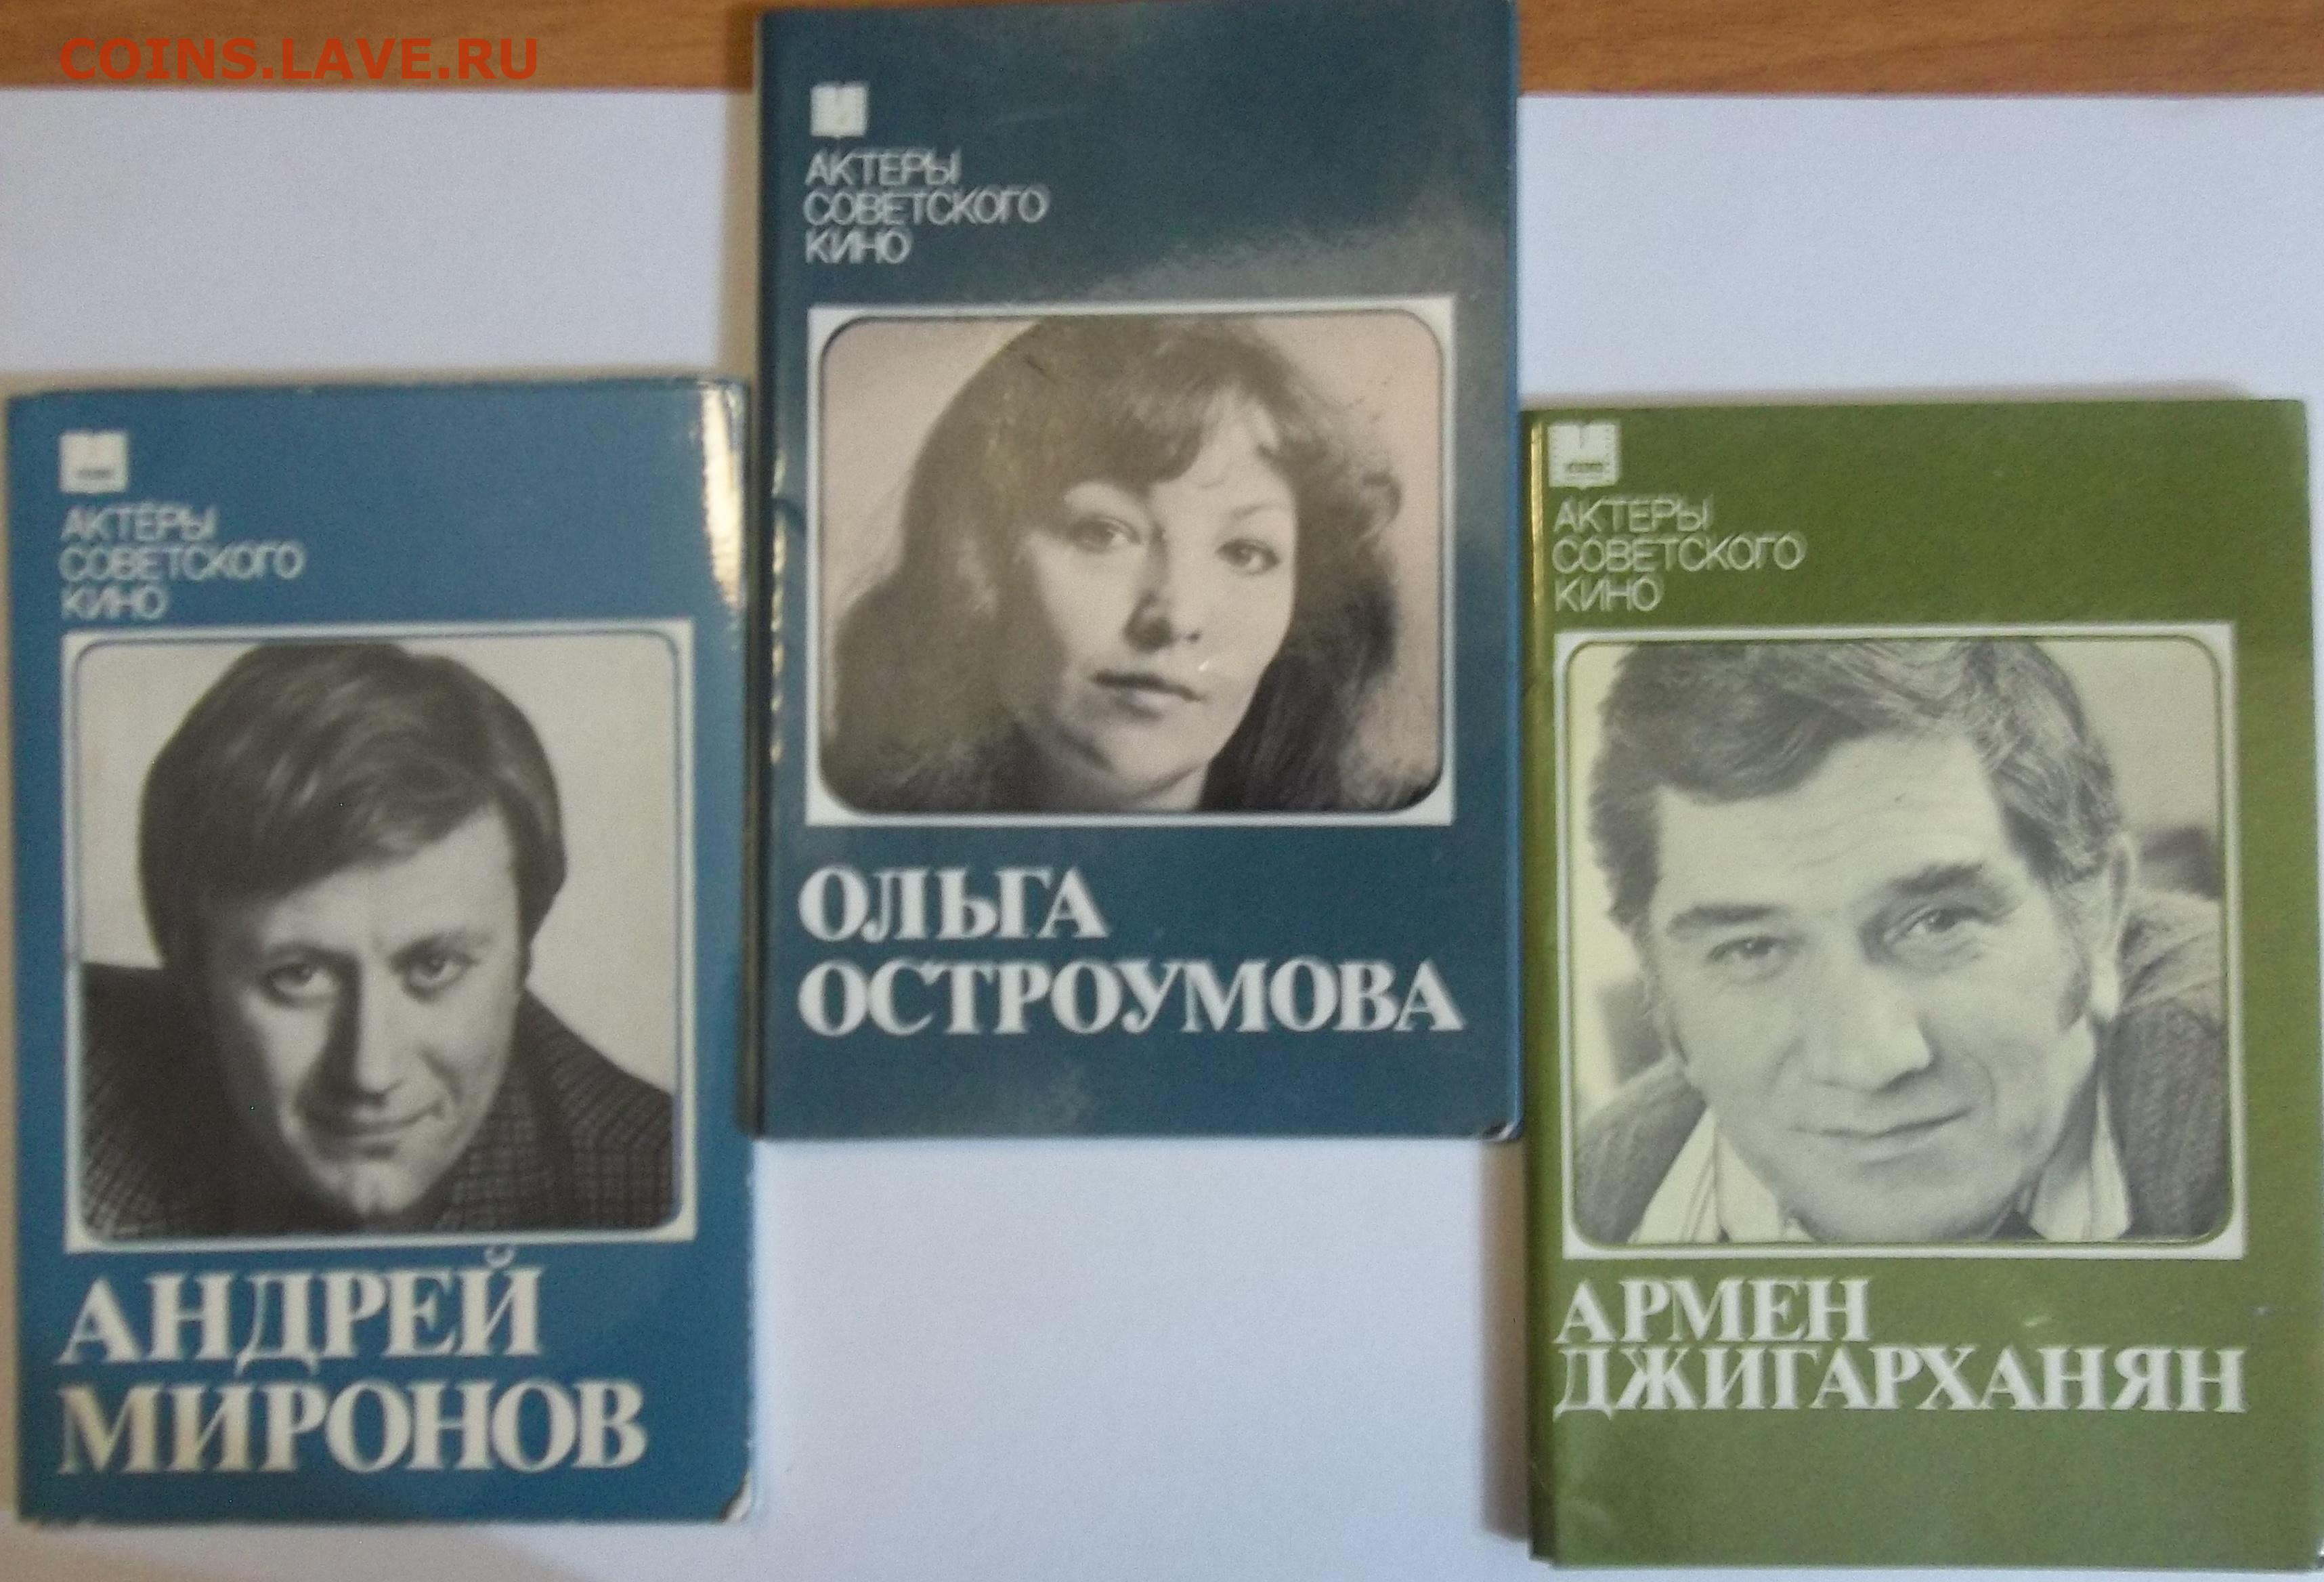 COINS.LAVE.RU
АКТЕРЫ
СОВЕТСКОГО
КИНО
АНДРЕЙ
МИРОНОВ
АКТЕРЫ
СОВЕТСКОГО
КИНО
ОЛЬГА
ОСТРОУМОВА
АКТЕРЫ
СОВЕТСКОГО
КИНО
АРМЕН
ДЖИГАРХАНЯН